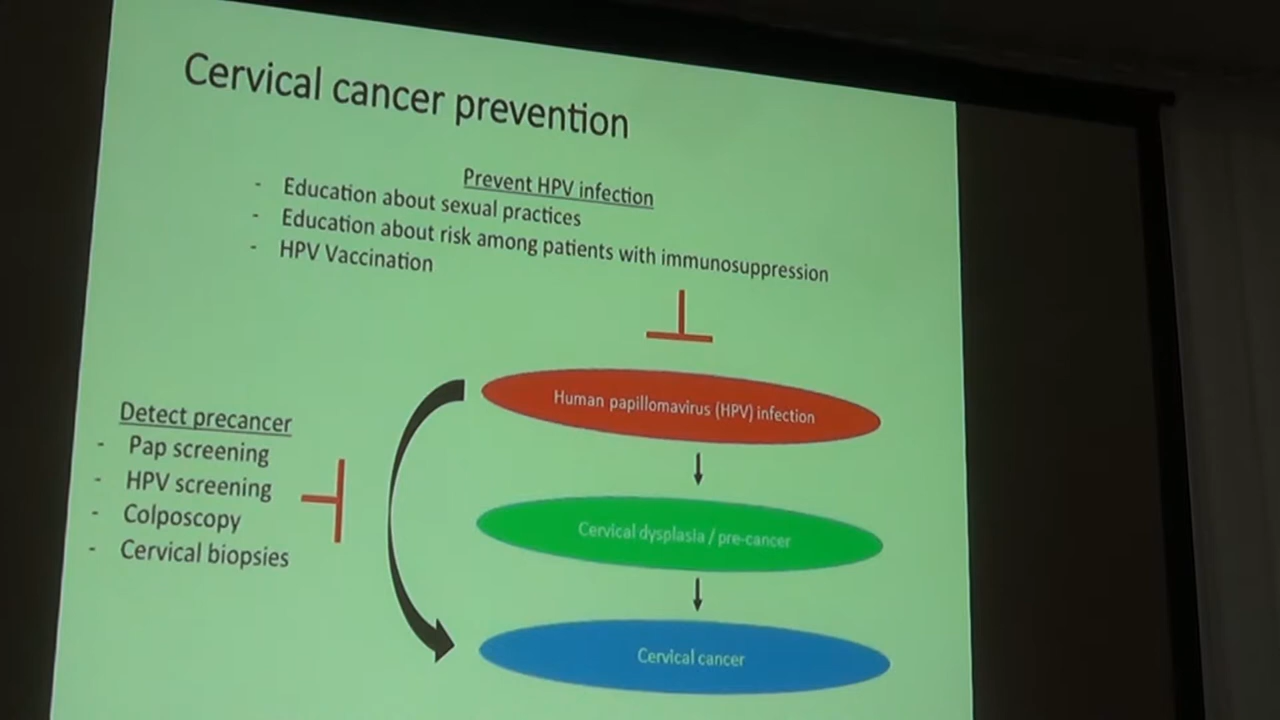 Cervical cancer prevention
Prevent HPV infection
- Education about sexual practices
- Education about risk among patients with immunosuppression
- HPV Vaccination
Human papillomavirus (HPV) infection
Detect precancer
- Pap screening
- HPV screening
- Colposcopy
- Cervical biopsies
Cervical dysplasia / pre-cancer
Cervical cancer